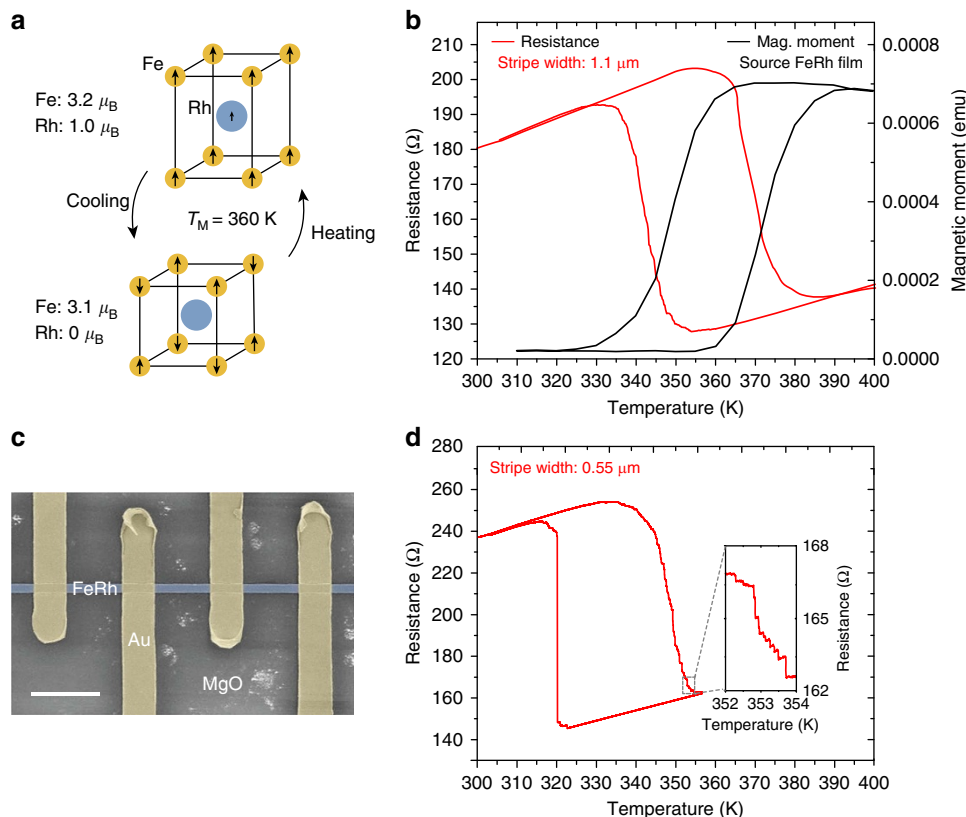 a
Fe
Fe: 3.2 μB
Rh: 1.0 μB
Rh
Cooling
TM = 360 K
Heating
Fe: 3.1 μB
Rh: 0 μB
b
Resistance
Stripe width: 1.1 μm
Mag. moment
Source FeRh film
Resistance (Ω)
210
200
190
180
170
160
150
140
130
120
Magnetic moment (emu)
0.0008
0.0006
0.0004
0.0002
0.0000
300 310 320 330 340 350 360 370 380 390 400
Temperature (K)
c
FeRh
Au
MgO
d
Stripe width: 0.55 μm
Resistance (Ω)
280
260
240
220
200
180
160
140
300 310 320 330 340 350 360 370 380 390 400
Temperature (K)
168
165
162
Resistance (Ω)
352 353 354
Temperature (K)